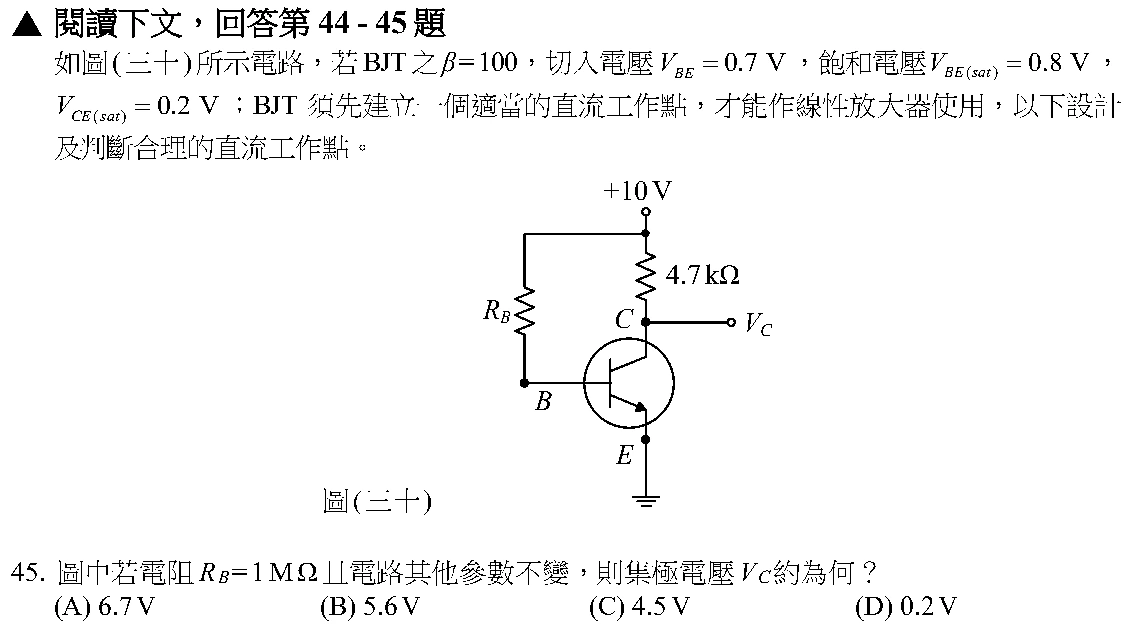 ▲ 閱讀下文，回答第 44 - 45 題
如圖(三十)所示電路，若 BJT 之 β=100，切入電壓 V_BE = 0.7 V ，飽和電壓 V_BE(sat) = 0.8 V ，
V_CE(sat) = 0.2 V ；BJT 須先建立一個適當的直流工作點，才能作線性放大器使用，以下設計
及判斷合理的直流工作點。
+10 V
4.7 kΩ
R_B
C
V_C
B
E
圖(三十)
45. 圖中若電阻 R_B=1 MΩ 且電路其他參數不變，則集極電壓 V_C 約為何？
(A) 6.7 V (B) 5.6 V (C) 4.5 V (D) 0.2 V